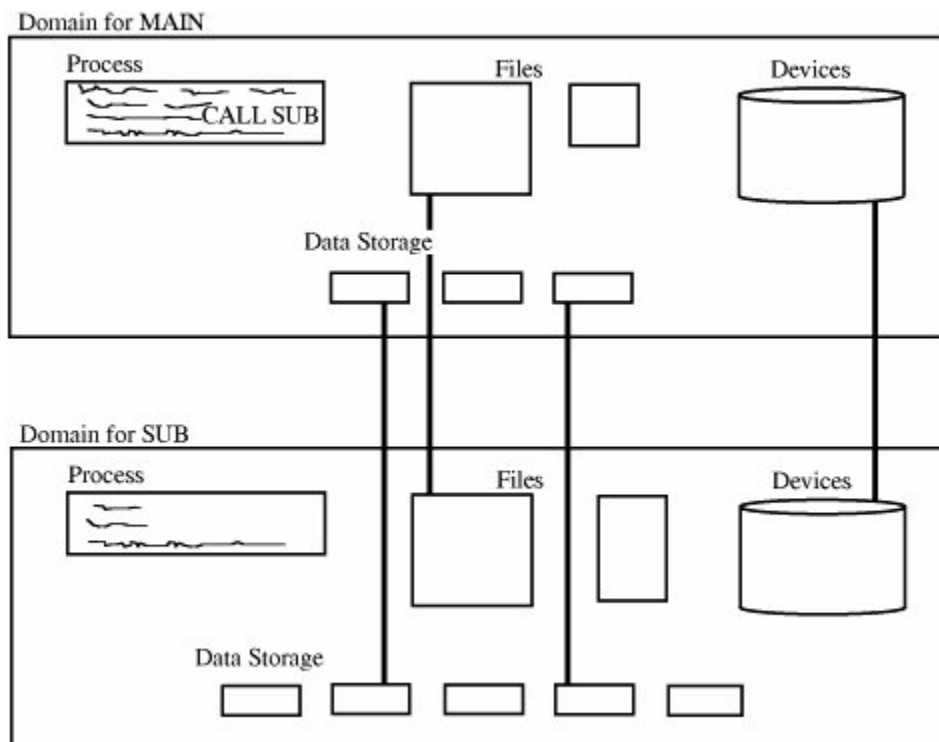 Domain for MAIN
Process
Files
Devices
CALL SUB
Data Storage
Domain for SUB
Process
Files
Devices
Data Storage